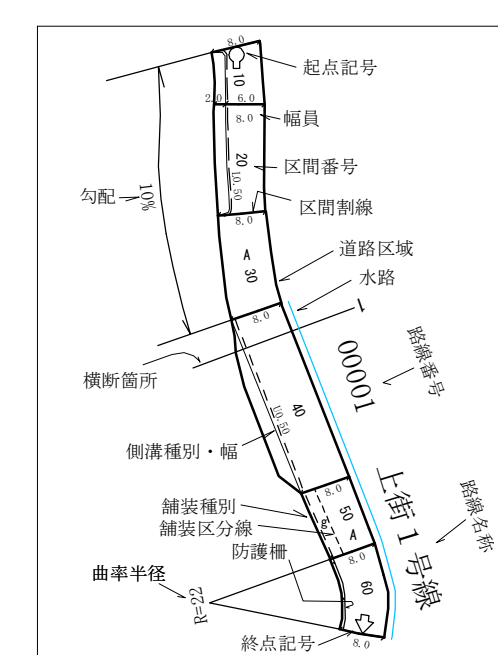 8.0
起点記号
10
2.0 6.0
8.0
幅員
20
区間番号
U0.50
区間割線
8.0
勾配
10%
道路区域
A 30
水路
8.0
1
横断箇所
00001
路線番号
40
U0.50
側溝種別・幅
8.0
舗装種別
g
50
A
舗装区分線
上街1号線
路線名称
防護柵
8.0
曲率半径
R=22
60
終点記号
8.0